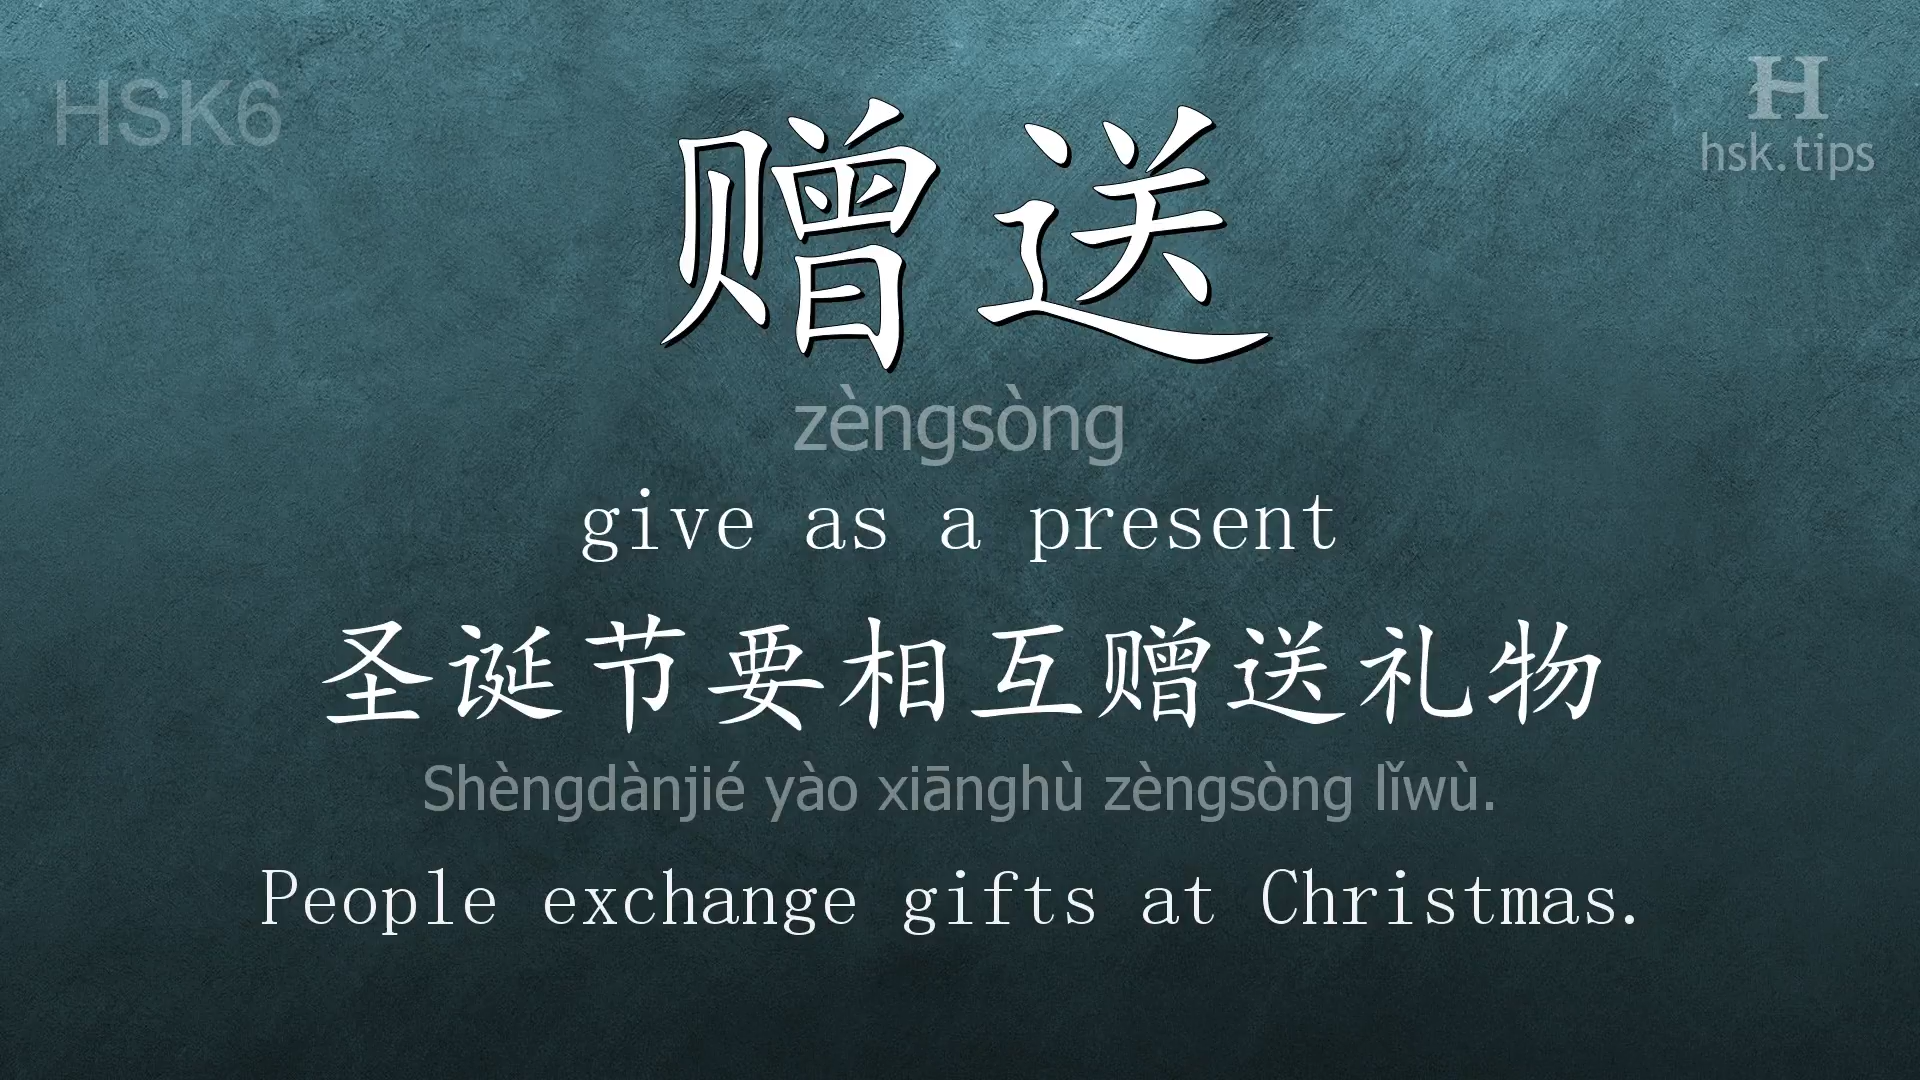 HSK6
H
hsk.tips
赠送
zèngsòng
give as a present
圣诞节要相互赠送礼物
Shèngdànjié yào xiānghù zèngsòng lǐwù.
People exchange gifts at Christmas.